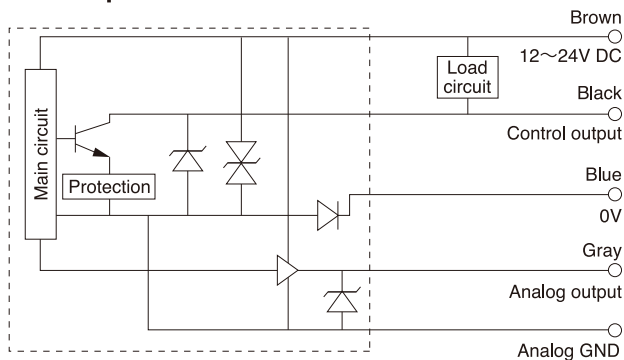 Brown
12～24V DC
Load
circuit
Black
Control output
Main circuit
Protection
Blue
0V
Gray
Analog output
Analog GND